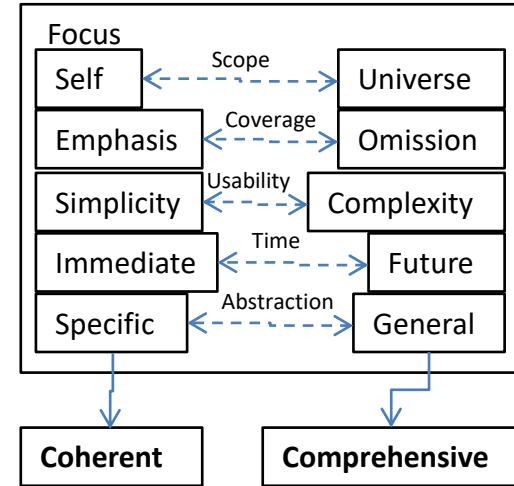 Focus
Scope
Self
Universe
Coverage
Emphasis
Omission
Usability
Simplicity
Complexity
Time
Immediate
Future
Abstraction
Specific
General
Coherent
Comprehensive